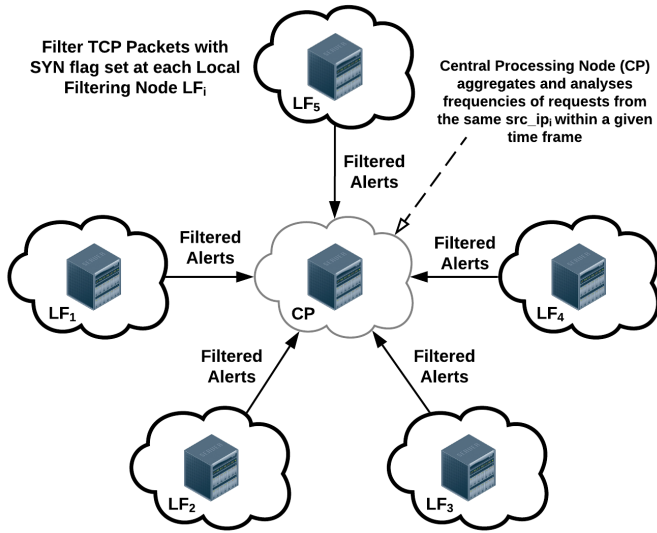 Filter TCP Packets with
SYN flag set at each Local
Filtering Node LFᵢ
Central Processing Node (CP)
aggregates and analyses
frequencies of requests from
the same src_ipᵢ within a given
time frame
LF₅
Filtered
Alerts
Filtered
Alerts
Filtered
Alerts
LF₁
CP
LF₄
Filtered
Alerts
Filtered
Alerts
LF₂
LF₃